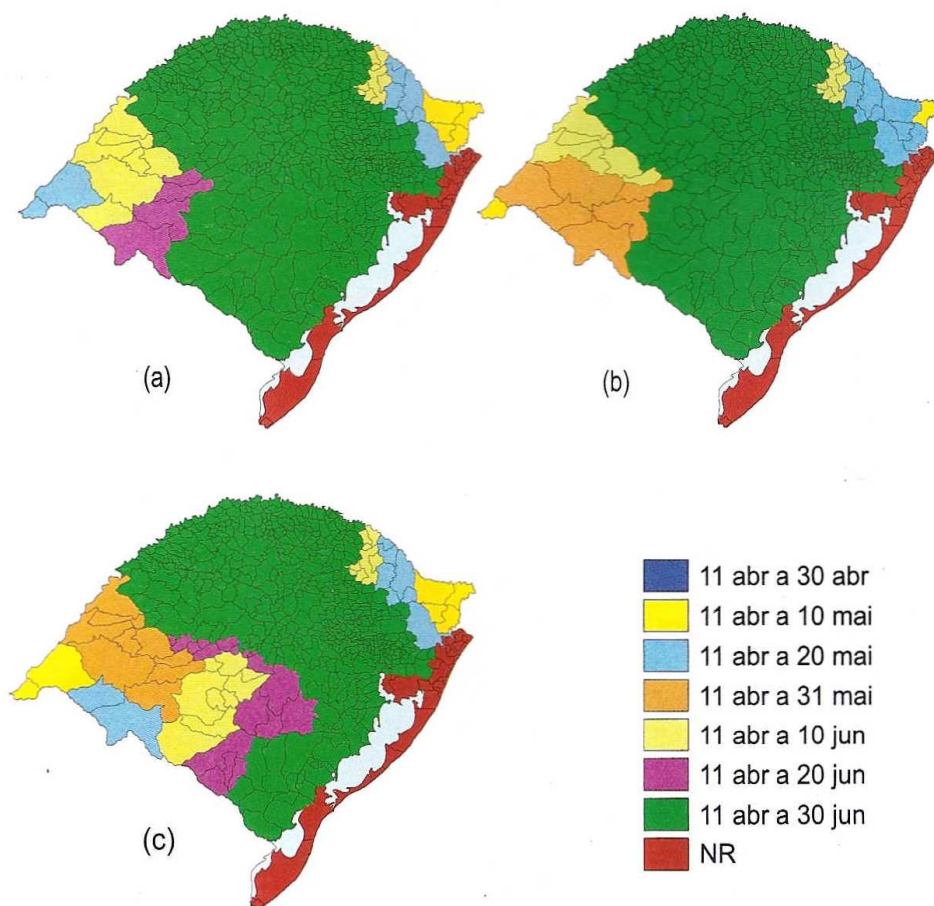 (a)
(b)
(c)
11 abr a 30 abr
11 abr a 10 mai
11 abr a 20 mai
11 abr a 31 mai
11 abr a 10 jun
11 abr a 20 jun
11 abr a 30 jun
NR